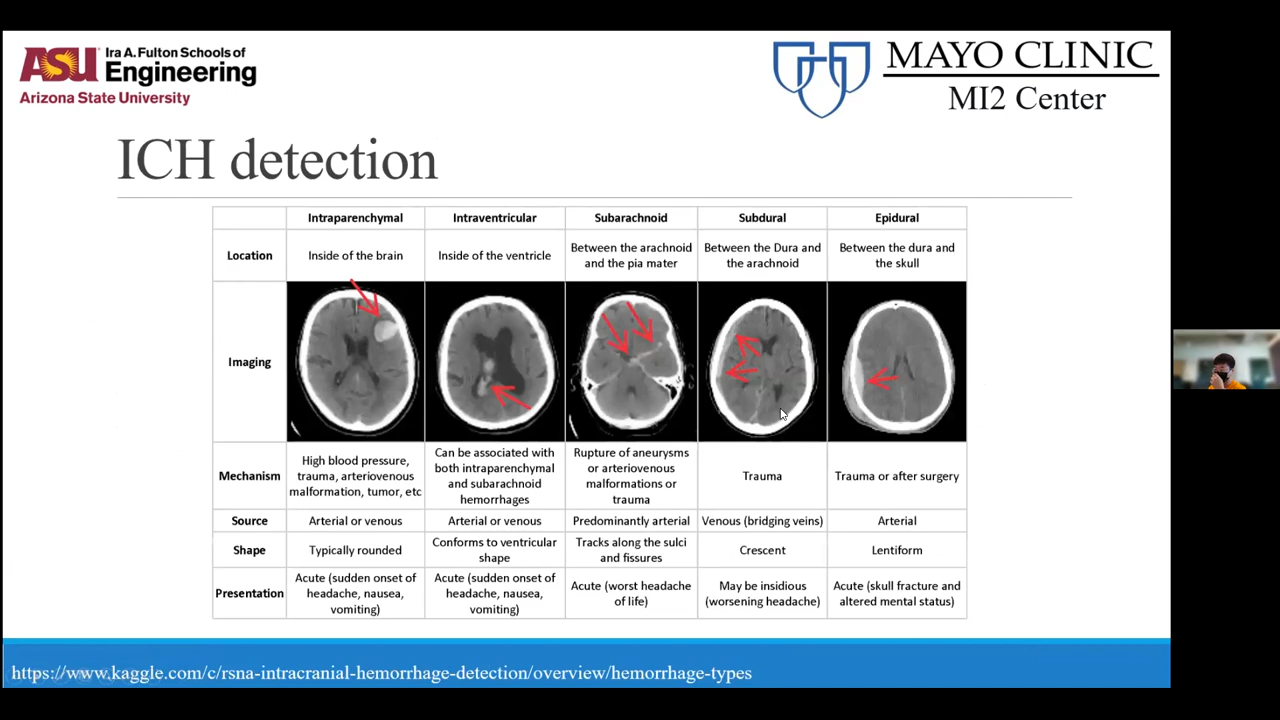 ASU Ira A. Fulton Schools of
Engineering
Arizona State University
MAYO CLINIC
MI2 Center
ICH detection
Intraparenchymal Intraventricular Subarachnoid Subdural Epidural
Location Inside of the brain Inside of the ventricle Between the arachnoid and the pia mater Between the Dura and the arachnoid Between the dura and the skull
Imaging
Mechanism High blood pressure, trauma, arteriovenous malformation, tumor, etc Can be associated with both intraparenchymal and subarachnoid hemorrhages Rupture of aneurysms or arteriovenous malformations or trauma Trauma Trauma or after surgery
Source Arterial or venous Arterial or venous Predominantly arterial Venous (bridging veins) Arterial
Shape Typically rounded Conforms to ventricular shape Tracks along the sulci and fissures Crescent Lentiform
Presentation Acute (sudden onset of headache, nausea, vomiting) Acute (sudden onset of headache, nausea, vomiting) Acute (worst headache of life) May be insidious (worsening headache) Acute (skull fracture and altered mental status)
https://www.kaggle.com/c/rsna-intracranial-hemorrhage-detection/overview/hemorrhage-types